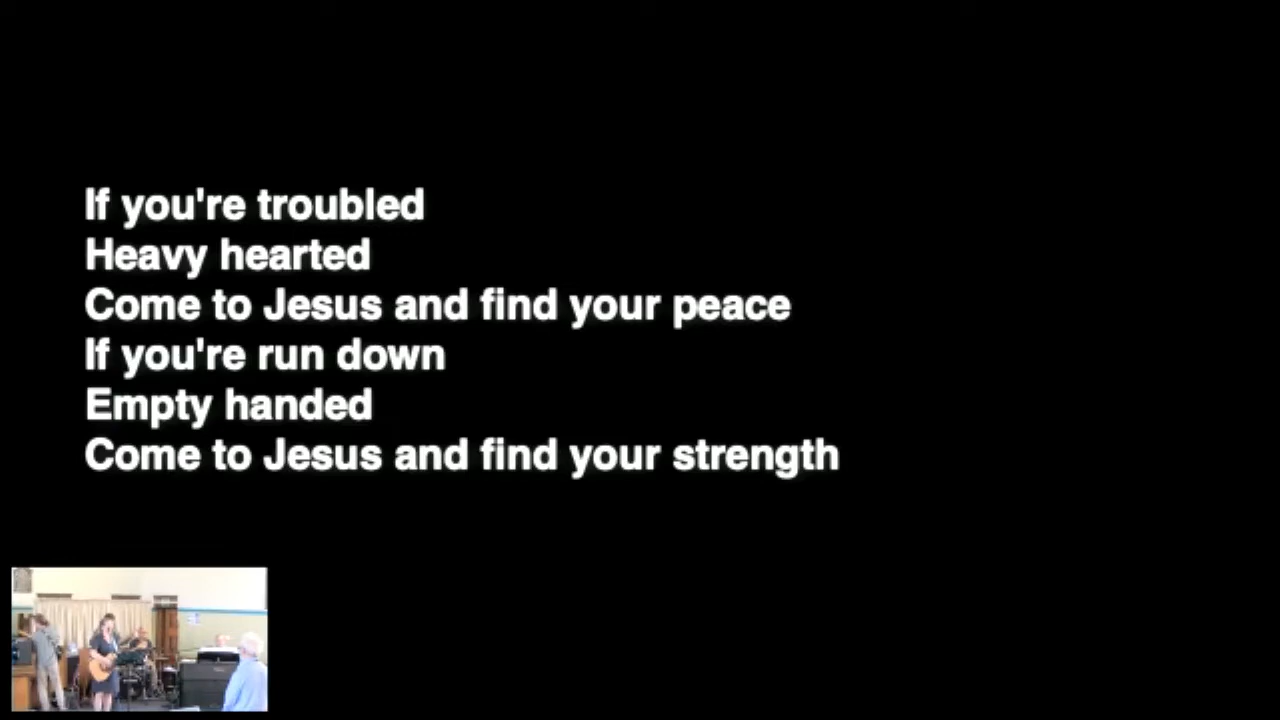 If you're troubled
Heavy hearted
Come to Jesus and find your peace
If you're run down
Empty handed
Come to Jesus and find your strength